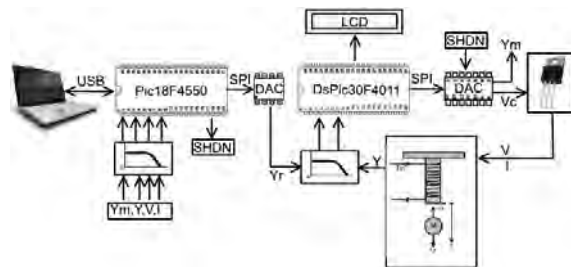 LCD
SHDN
Ym
USB
Pic18F4550
SPI
DAC
DsPic30F4011
SPI
DAC
Vc
SHDN
Yr
Y
V
I
Ym,Y,V,I